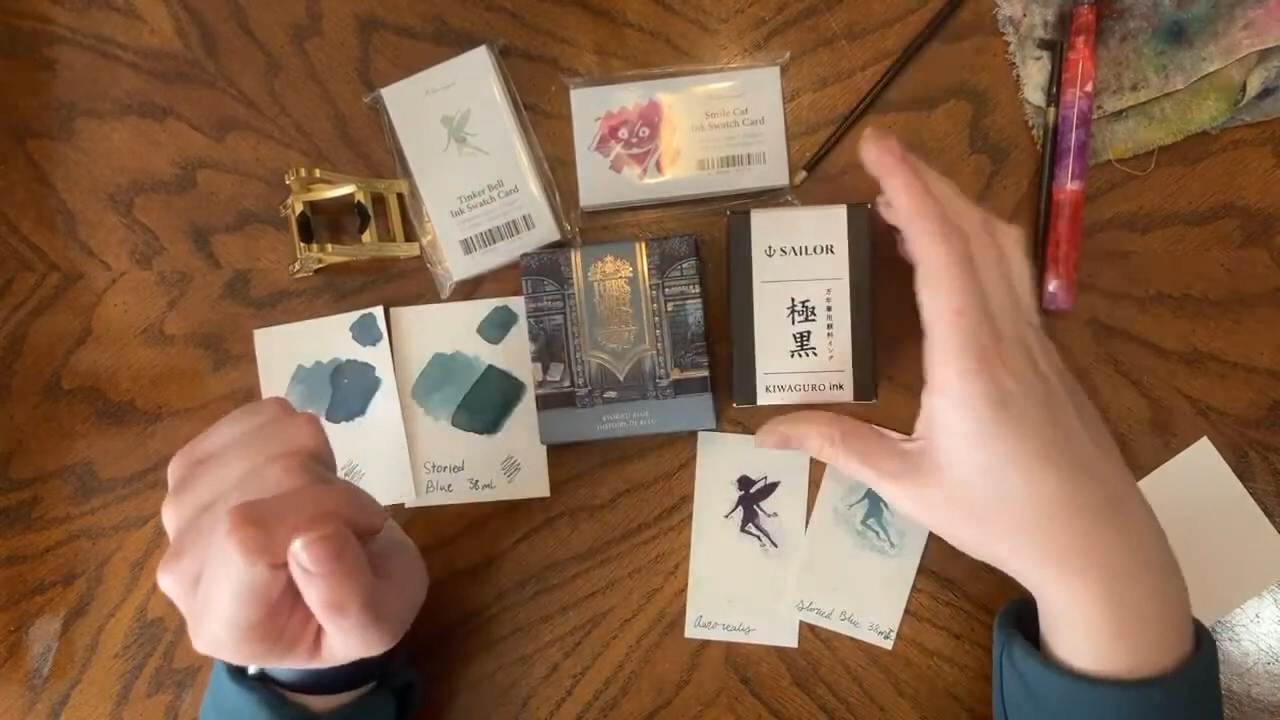 Tinker Bell
Ink Swatch Card
Smile Cat
Ink Swatch Card
SAILOR
万年筆用顔料インク
極黒
KIWAGURO ink
STORIED BLUE
Storied
Blue 38ml
Aurorealis
Storied Blue 38ml